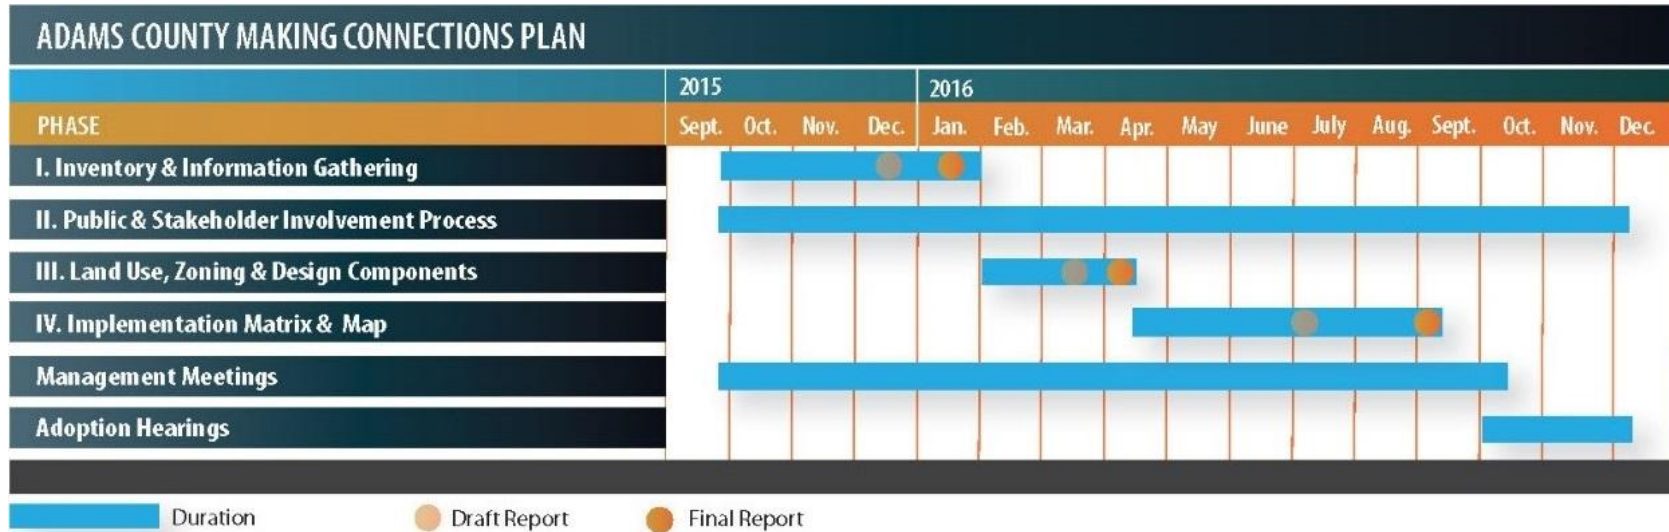 ADAMS COUNTY MAKING CONNECTIONS PLAN
2015 2016
PHASE Sept. Oct. Nov. Dec. Jan. Feb. Mar. Apr. May June July Aug. Sept. Oct. Nov. Dec.
I. Inventory & Information Gathering
II. Public & Stakeholder Involvement Process
III. Land Use, Zoning & Design Components
IV. Implementation Matrix & Map
Management Meetings
Adoption Hearings
Duration Draft Report Final Report